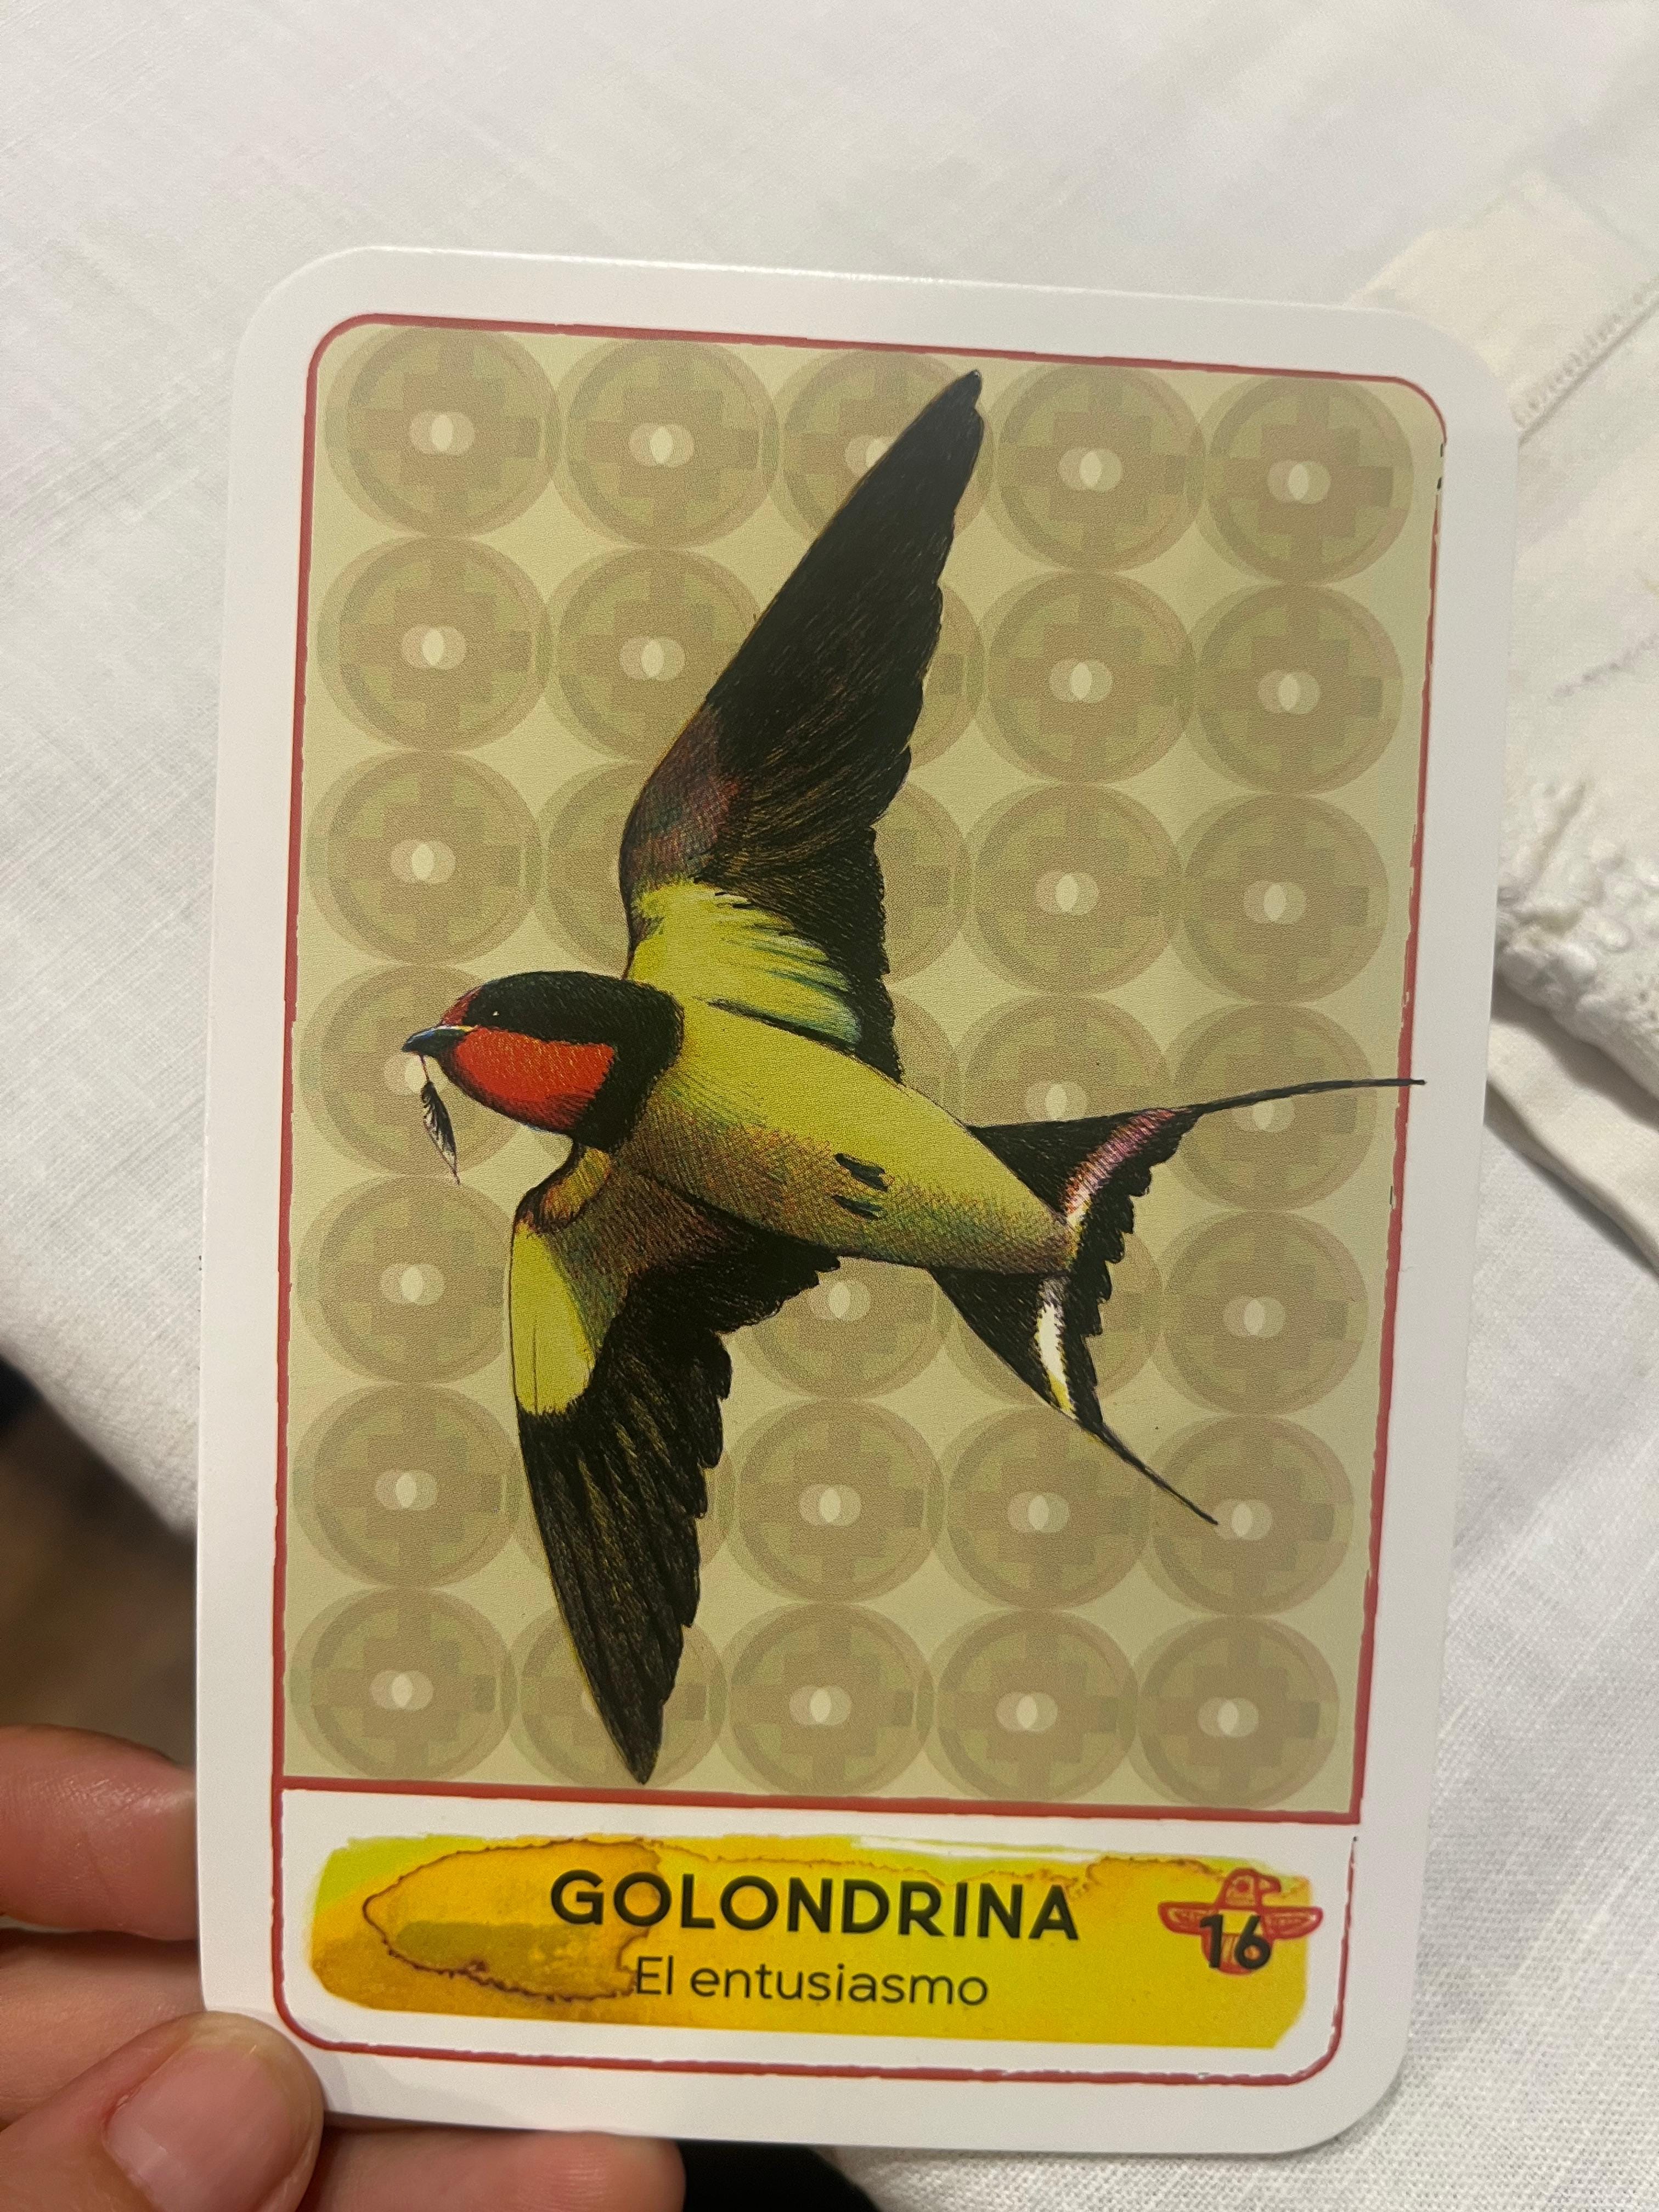 GOLONDRINA
El entusiasmo
16